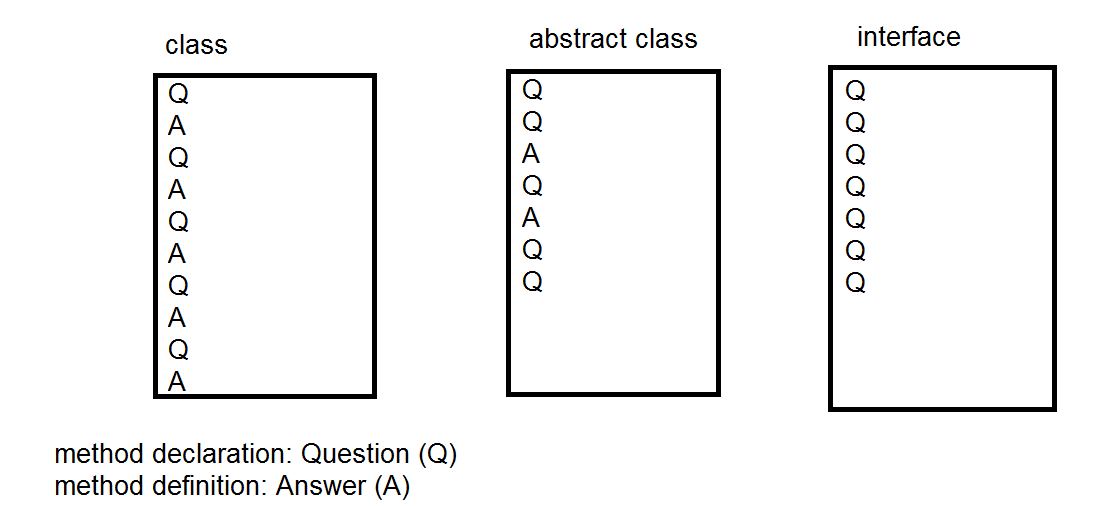 class
Q
A
Q
A
Q
A
Q
A
Q
A
abstract class
Q
Q
A
Q
A
Q
Q
interface
Q
Q
Q
Q
Q
Q
Q
method declaration: Question (Q)
method definition: Answer (A)